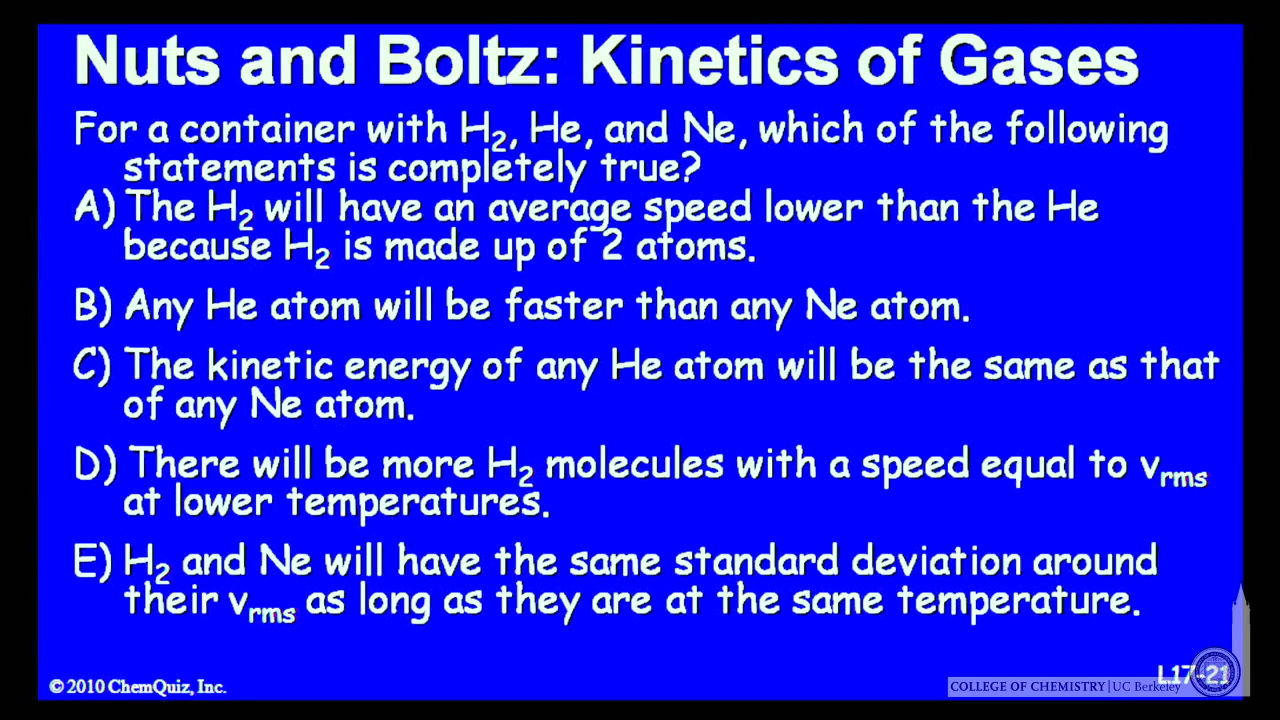 Nuts and Boltz: Kinetics of Gases
For a container with H₂, He, and Ne, which of the following
statements is completely true?
A) The H₂ will have an average speed lower than the He
because H₂ is made up of 2 atoms.
B) Any He atom will be faster than any Ne atom.
C) The kinetic energy of any He atom will be the same as that
of any Ne atom.
D) There will be more H₂ molecules with a speed equal to vrms
at lower temperatures.
E) H₂ and Ne will have the same standard deviation around
their vrms as long as they are at the same temperature.
L17-21
© 2010 ChemQuiz, Inc.
COLLEGE OF CHEMISTRY | UC Berkeley